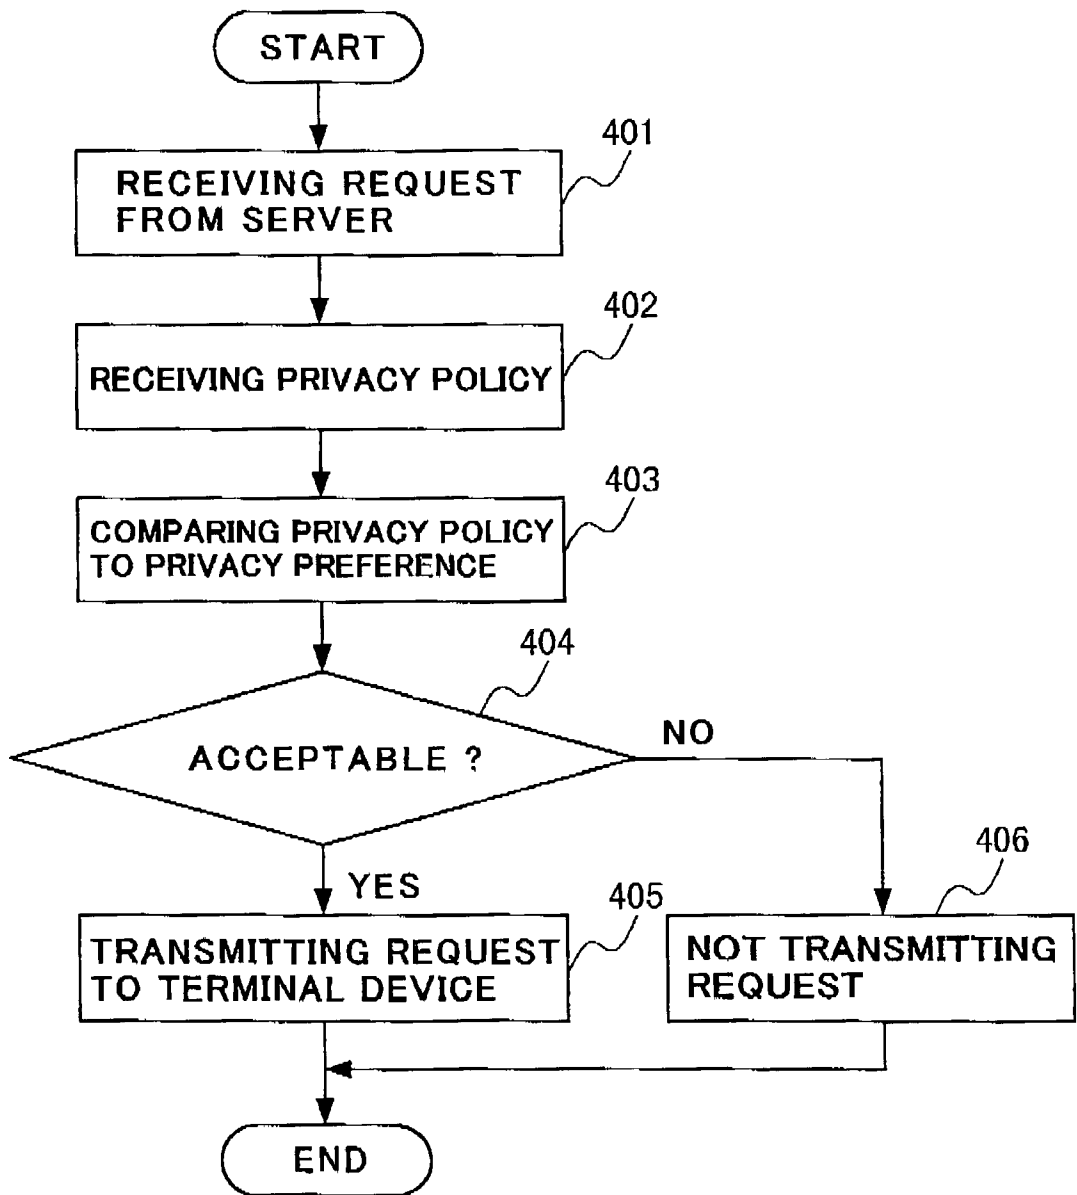 START
401
RECEIVING REQUEST
FROM SERVER
402
RECEIVING PRIVACY POLICY
403
COMPARING PRIVACY POLICY
TO PRIVACY PREFERENCE
404
ACCEPTABLE ?
NO
YES
405
TRANSMITTING REQUEST
TO TERMINAL DEVICE
406
NOT TRANSMITTING
REQUEST
END